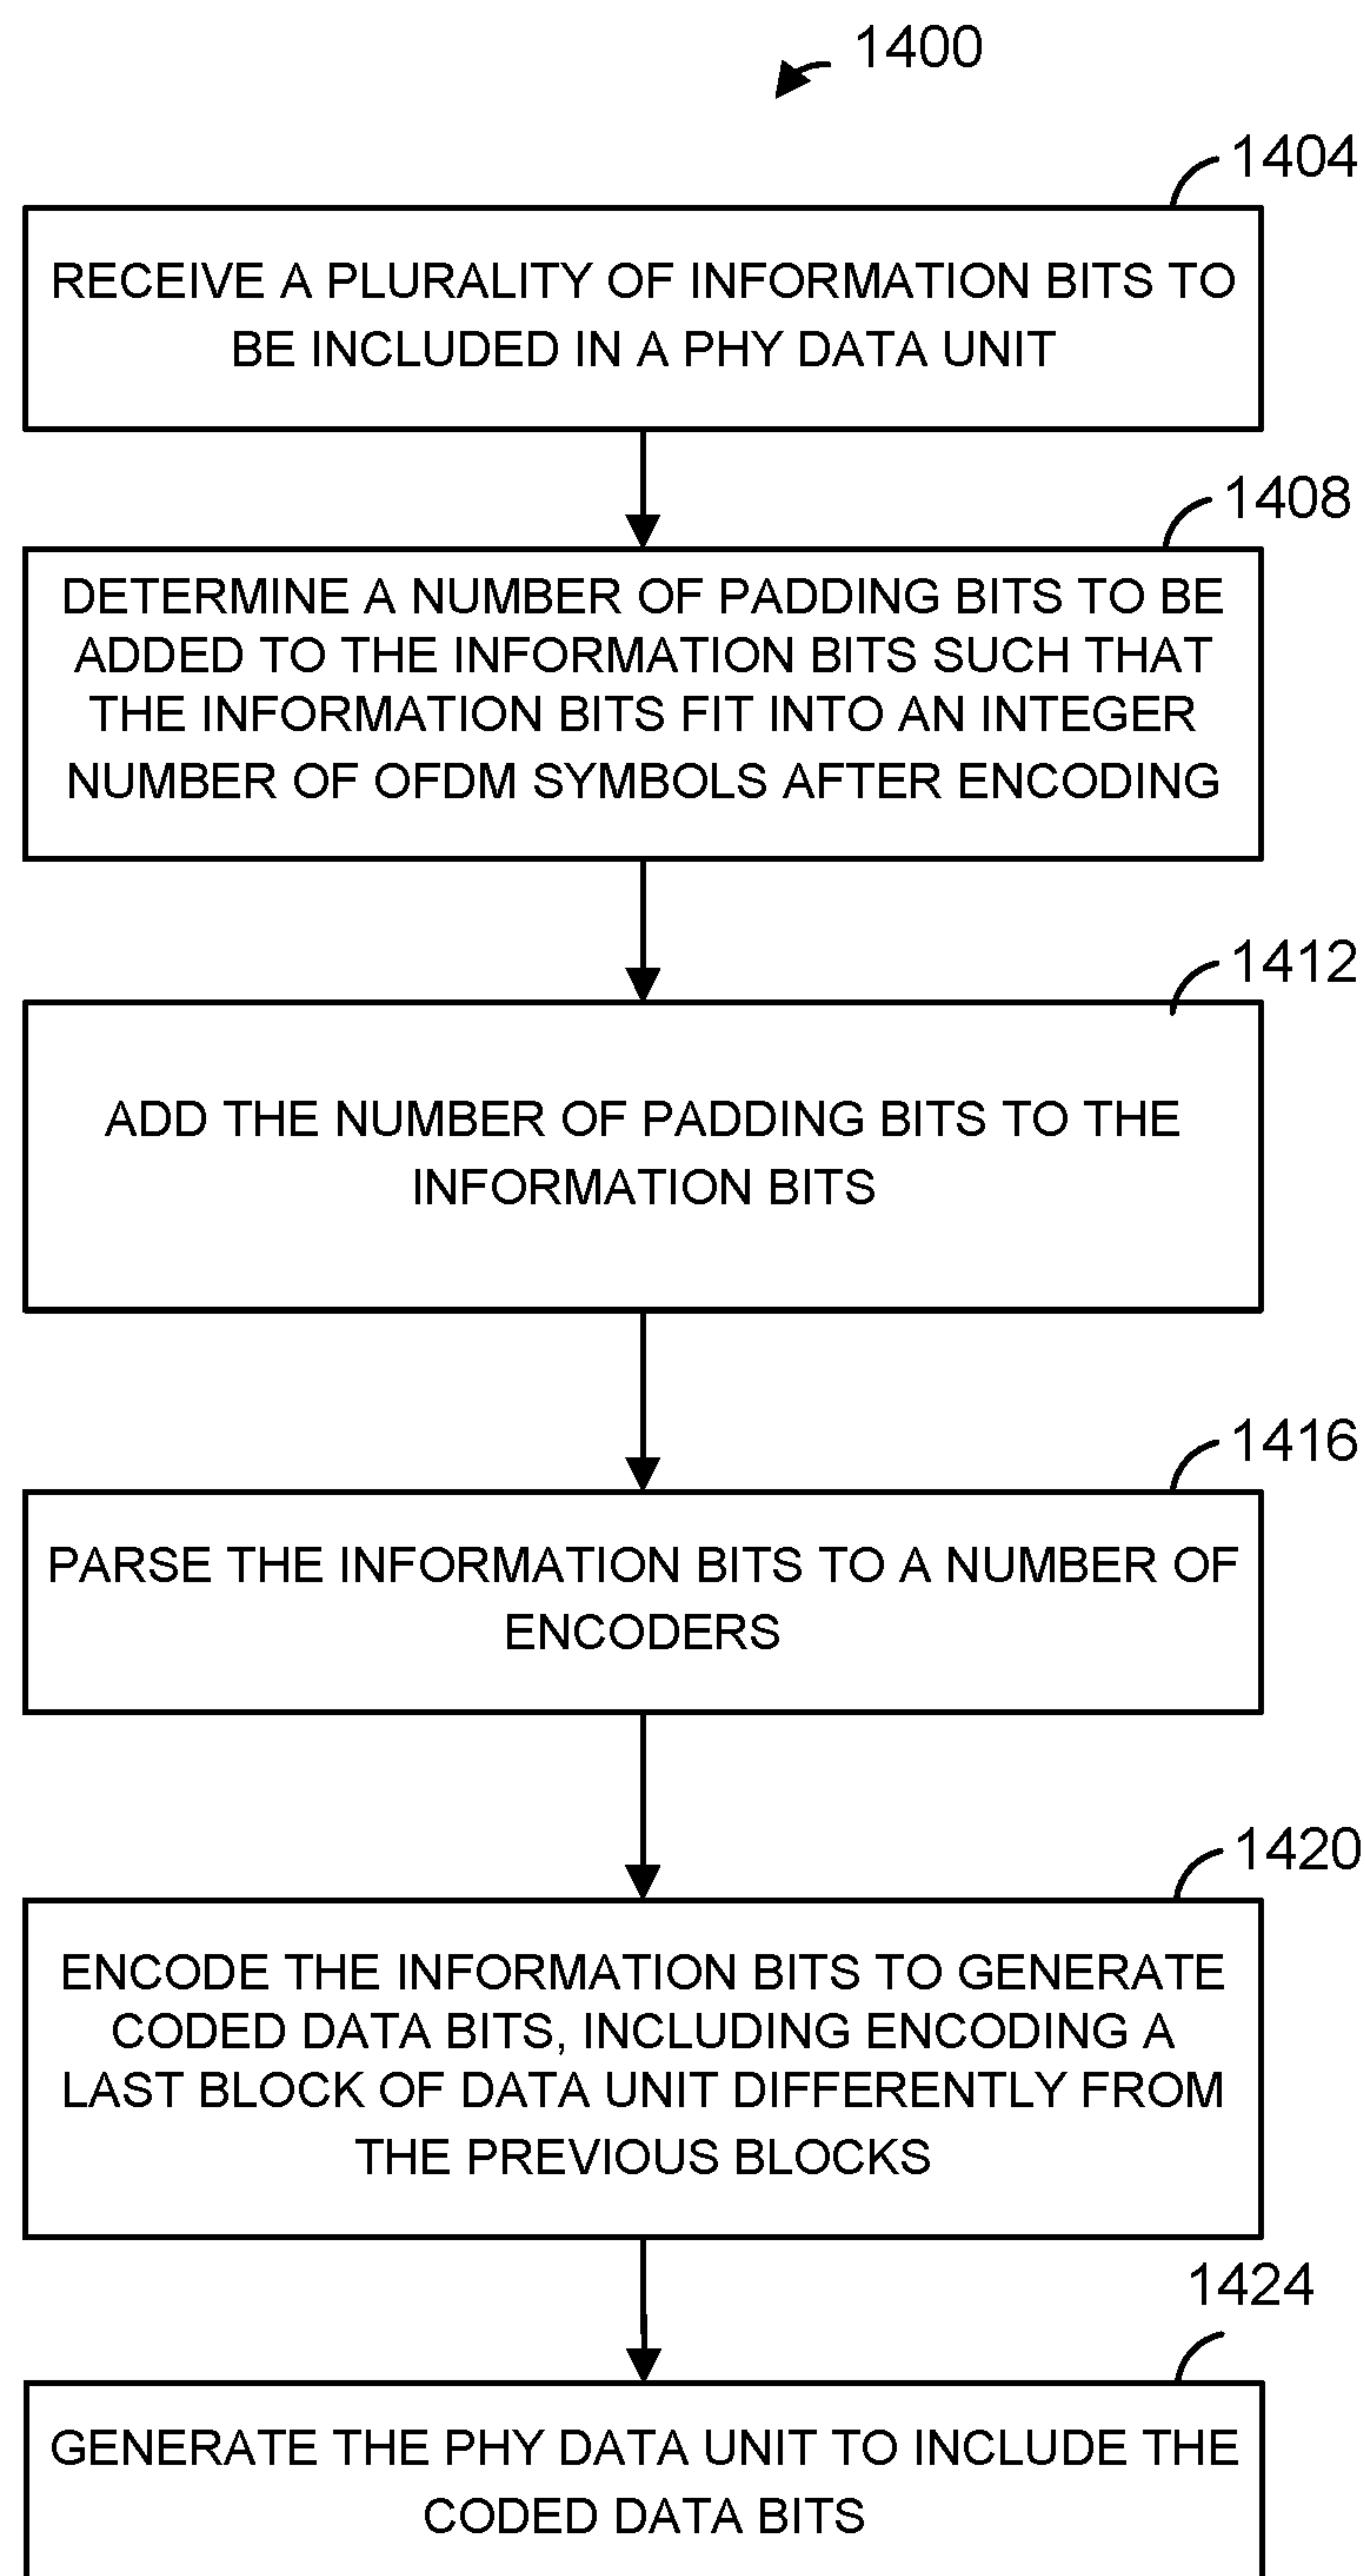 1400
1404
RECEIVE A PLURALITY OF INFORMATION BITS TO
BE INCLUDED IN A PHY DATA UNIT
1408
DETERMINE A NUMBER OF PADDING BITS TO BE
ADDED TO THE INFORMATION BITS SUCH THAT
THE INFORMATION BITS FIT INTO AN INTEGER
NUMBER OF OFDM SYMBOLS AFTER ENCODING
1412
ADD THE NUMBER OF PADDING BITS TO THE
INFORMATION BITS
1416
PARSE THE INFORMATION BITS TO A NUMBER OF
ENCODERS
1420
ENCODE THE INFORMATION BITS TO GENERATE
CODED DATA BITS, INCLUDING ENCODING A
LAST BLOCK OF DATA UNIT DIFFERENTLY FROM
THE PREVIOUS BLOCKS
1424
GENERATE THE PHY DATA UNIT TO INCLUDE THE
CODED DATA BITS